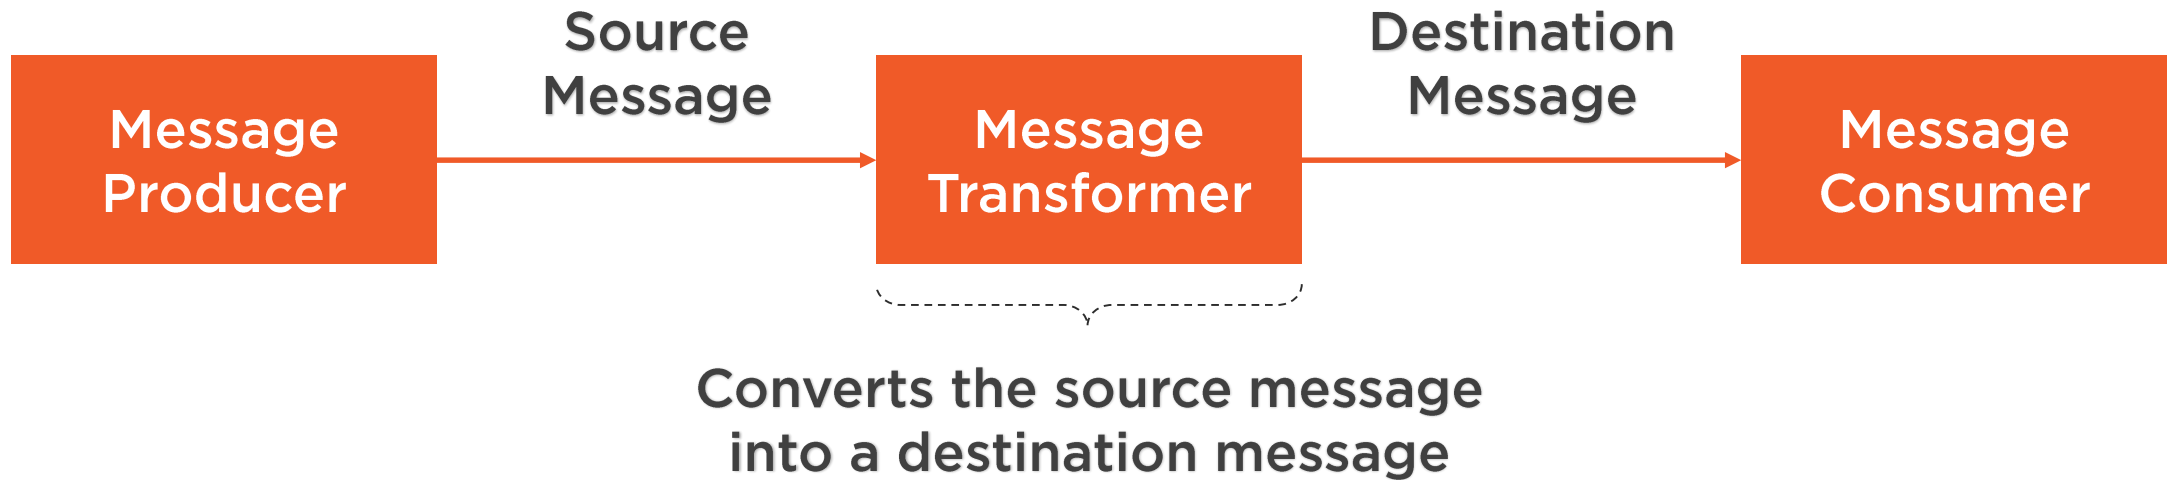 Source
Message
Destination
Message
Message
Producer
Message
Transformer
Message
Consumer
Converts the source message
into a destination message